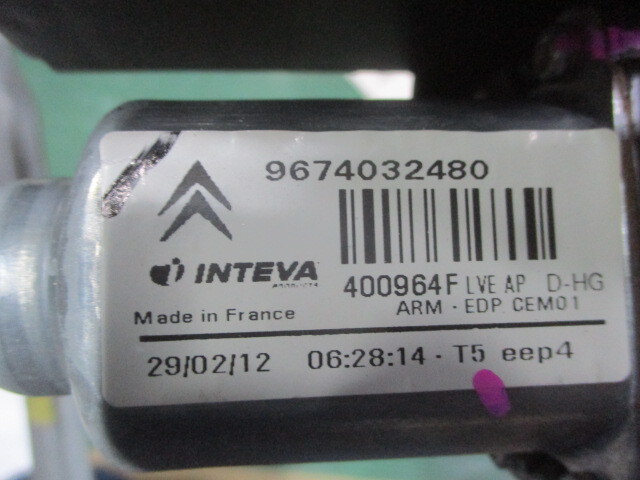 9674032480
INTEVA
PRODUCTS
400964F LVE AP D-HG
ARM - EDP CEM01
Made in France
29/02/12 06:28:14 - T5 eep4